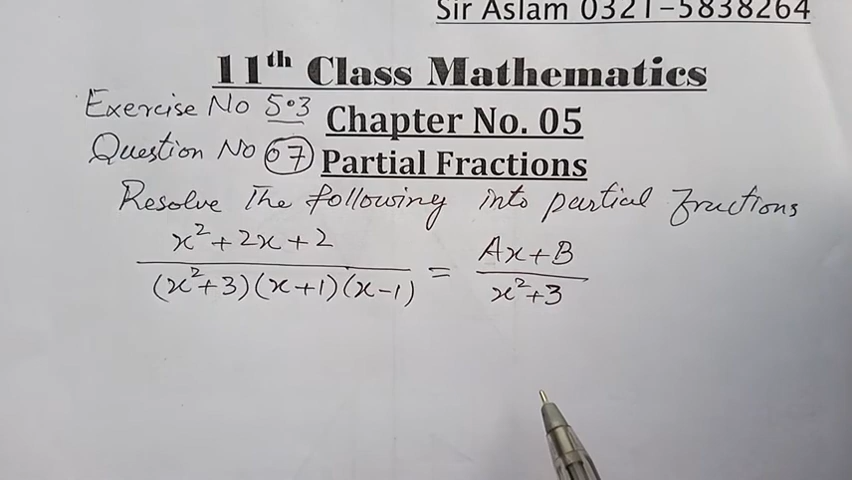 Sir Aslam 0321-5838264
11th Class Mathematics
Exercise No 5.3
Chapter No. 05
Question No 07
Partial Fractions
Resolve The following into partial fractions
x²+2x+2 / (x²+3)(x+1)(x-1) = Ax+B / x²+3